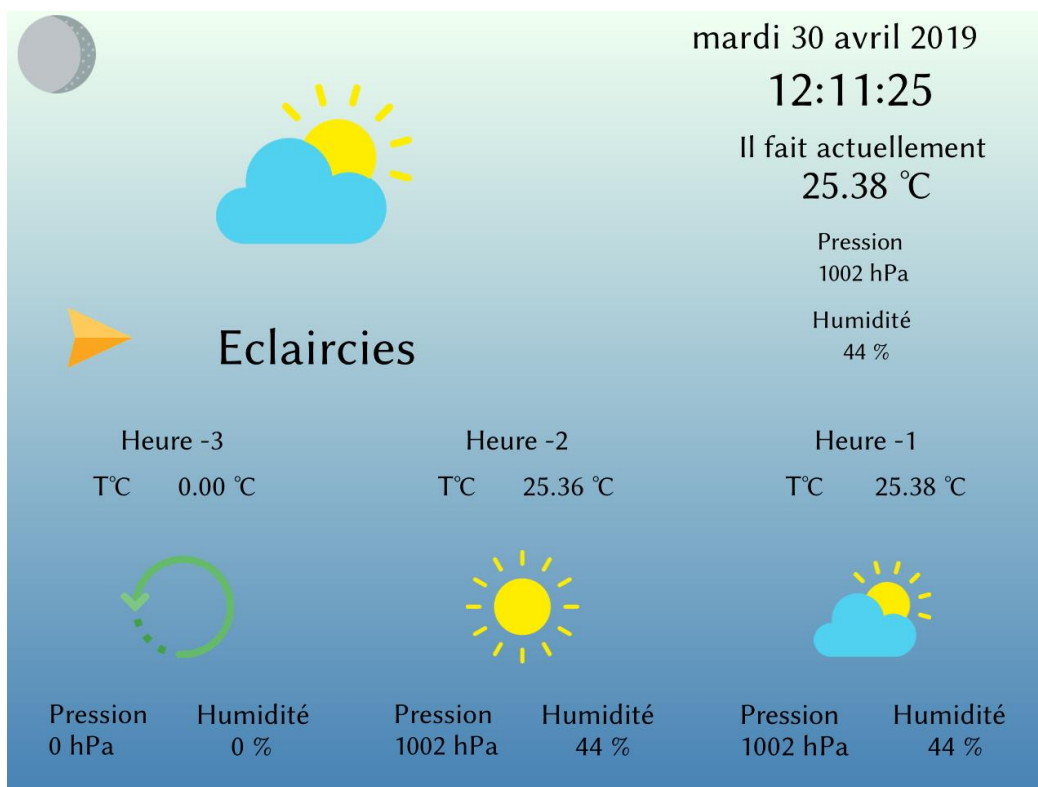 mardi 30 avril 2019
12:11:25
Il fait actuellement
25.38 °C
Pression
1002 hPa
Humidité
44 %
Eclaircies
Heure -3
T°C 0.00 °C
Heure -2
T°C 25.36 °C
Heure -1
T°C 25.38 °C
Pression Humidité
0 hPa 0 %
Pression Humidité
1002 hPa 44 %
Pression Humidité
1002 hPa 44 %